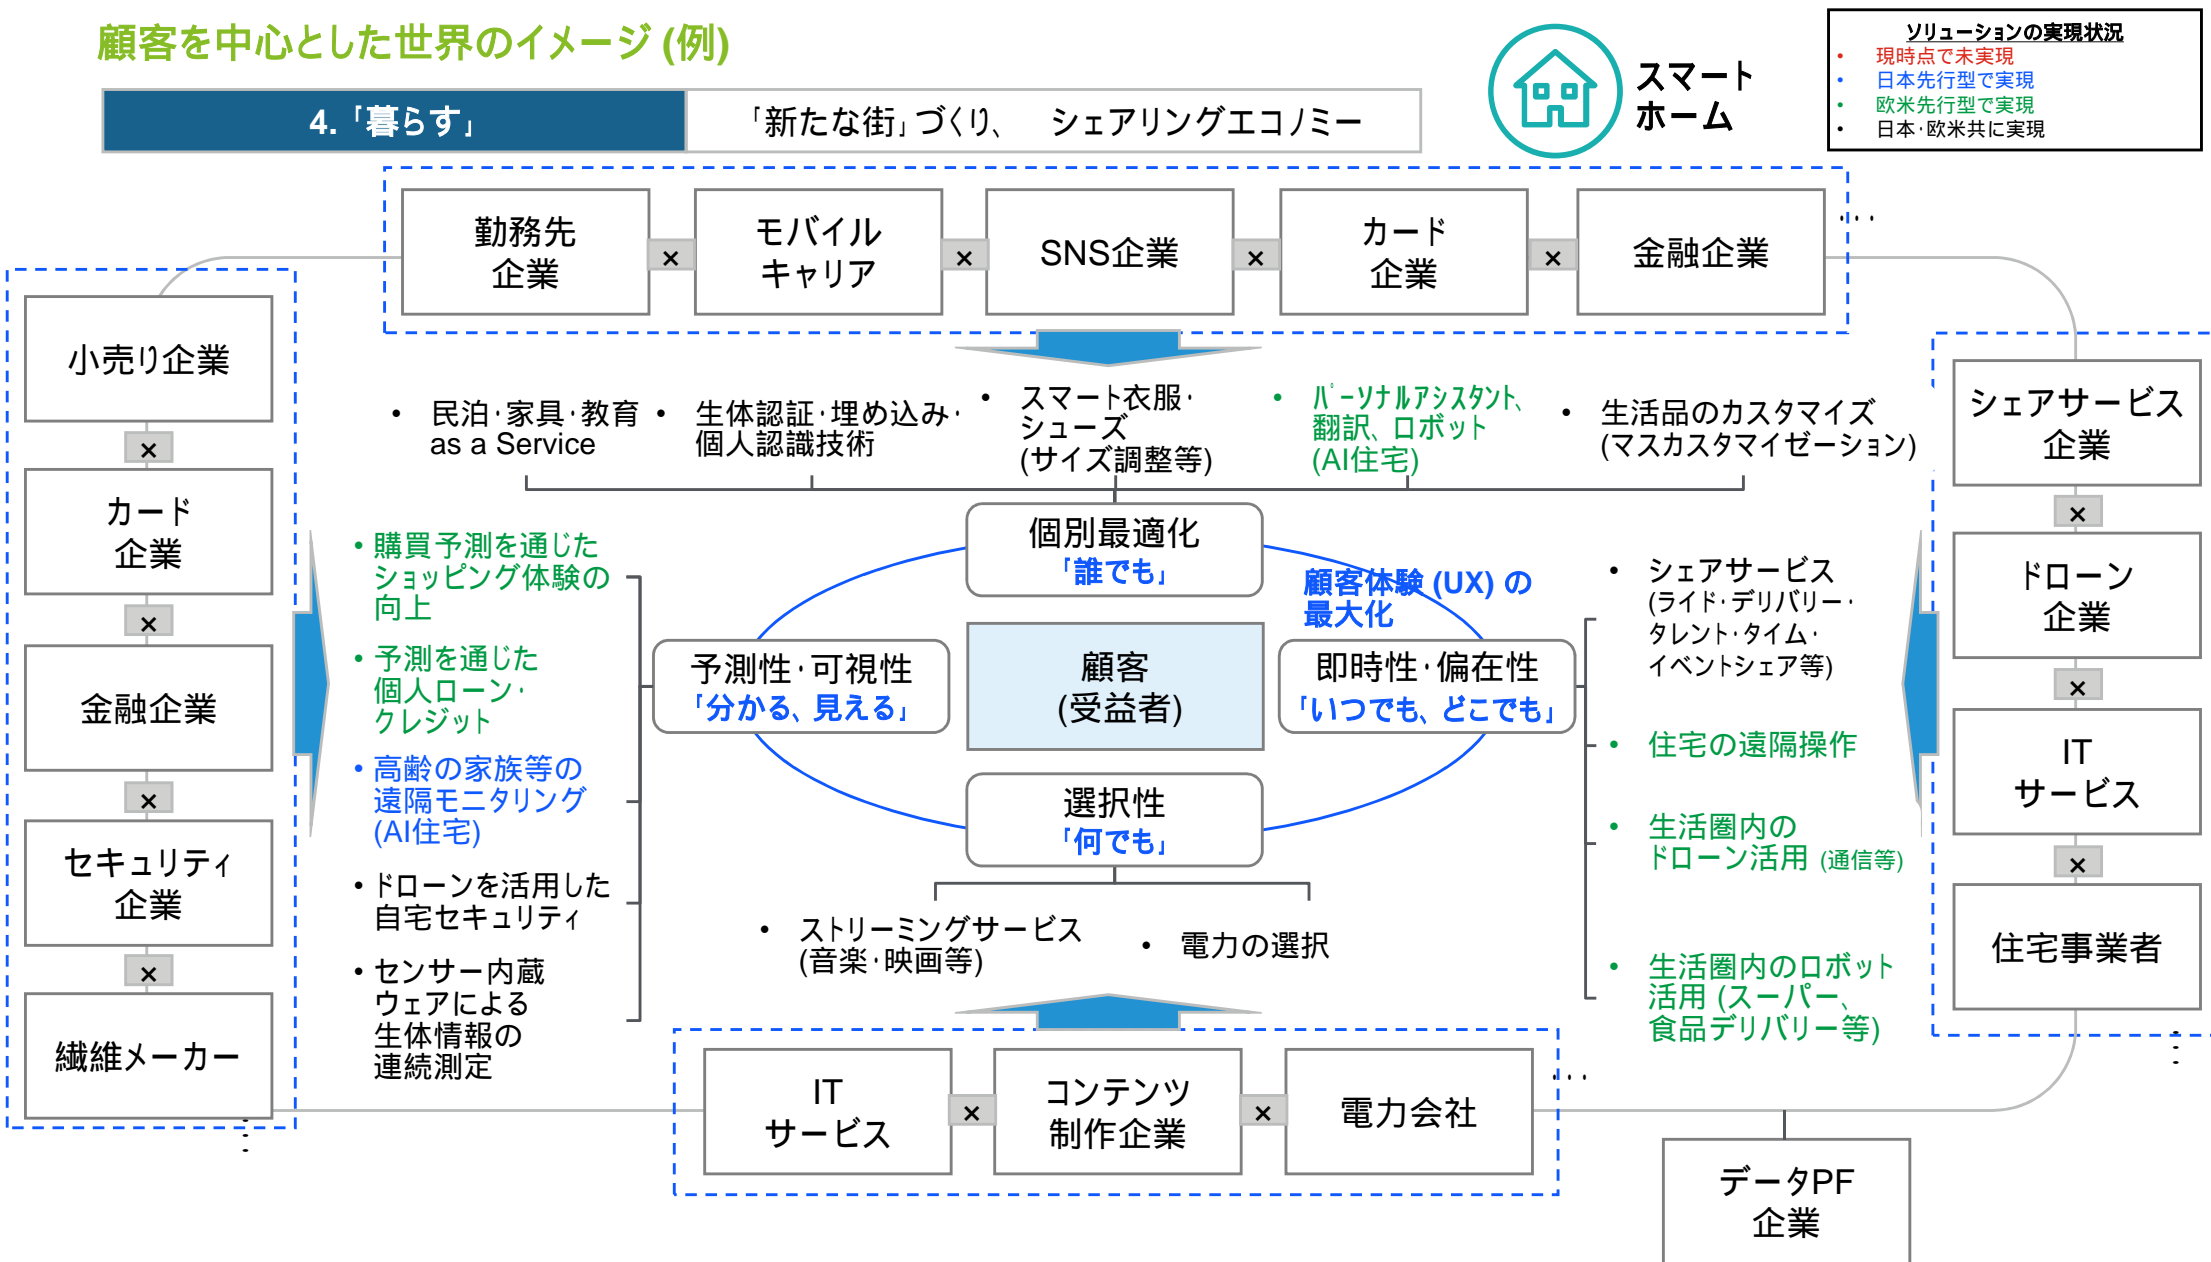 顧客を中心とした世界のイメージ (例)
4.「暮らす」
「新たな街」づくり、 シェアリングエコノミー
スマート
ホーム
ソリューションの実現状況
• 現時点で未実現
• 日本先行型で実現
• 欧米先行型で実現
• 日本・欧米共に実現
勤務先
企業
×
モバイル
キャリア
×
SNS企業
×
カード
企業
×
金融企業
...
小売り企業
×
カード
企業
×
金融企業
×
セキュリティ
企業
×
繊維メーカー
...
• 民泊・家具・教育
as a Service
• 生体認証・埋め込み・
個人認識技術
• スマート衣服・
シューズ
(サイズ調整等)
• パーソナルアシスタント、
翻訳、ロボット
(AI住宅)
• 生活品のカスタマイズ
(マスカスタマイゼーション)
• 購買予測を通じた
ショッピング体験の
向上
• 予測を通じた
個人ローン・
クレジット
• 高齢の家族等の
遠隔モニタリング
(AI住宅)
• ドローンを活用した
自宅セキュリティ
• センサー内蔵
ウェアによる
生体情報の
連続測定
個別最適化
「誰でも」
顧客体験 (UX) の
最大化
予測性・可視性
「分かる、見える」
顧客
(受益者)
即時性・偏在性
「いつでも、どこでも」
選択性
「何でも」
• ストリーミングサービス
(音楽・映画等)
• 電力の選択
• シェアサービス
(ライド・デリバリー・
タレント・タイム・
イベントシェア等)
• 住宅の遠隔操作
• 生活圏内の
ドローン活用 (通信等)
• 生活圏内のロボット
活用 (スーパー、
食品デリバリー等)
シェアサービス
企業
×
ドローン
企業
×
IT
サービス
×
住宅事業者
...
IT
サービス
×
コンテンツ
制作企業
×
電力会社
...
データPF
企業